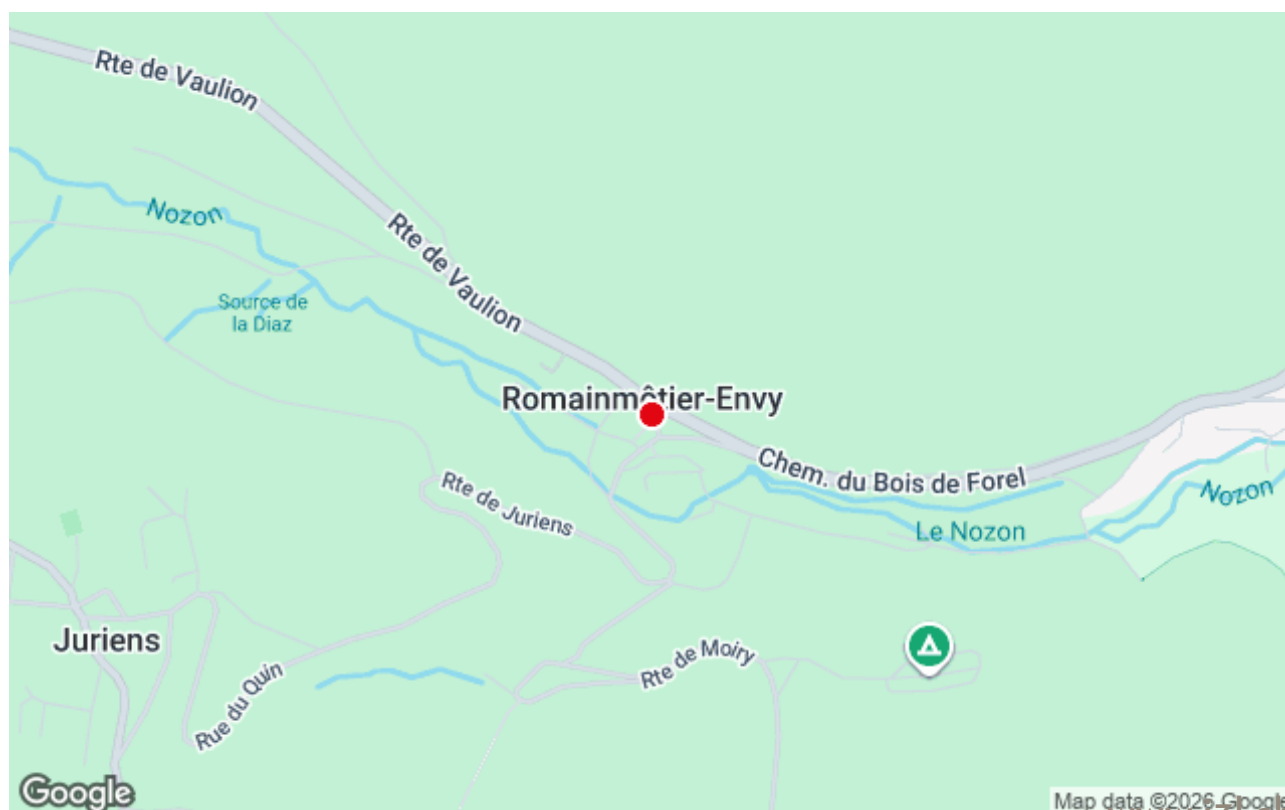 Rte de Vaulion
Nozon
Rte de Vaulion
Source de
la Diaz
Romainmôtier-Envy
Chem. du Bois de Forel
Rte de Juriens
Nozon
Le Nozon
Juriens
Rte de Moiry
Rue du Quin
Google
Map data ©2026 Google